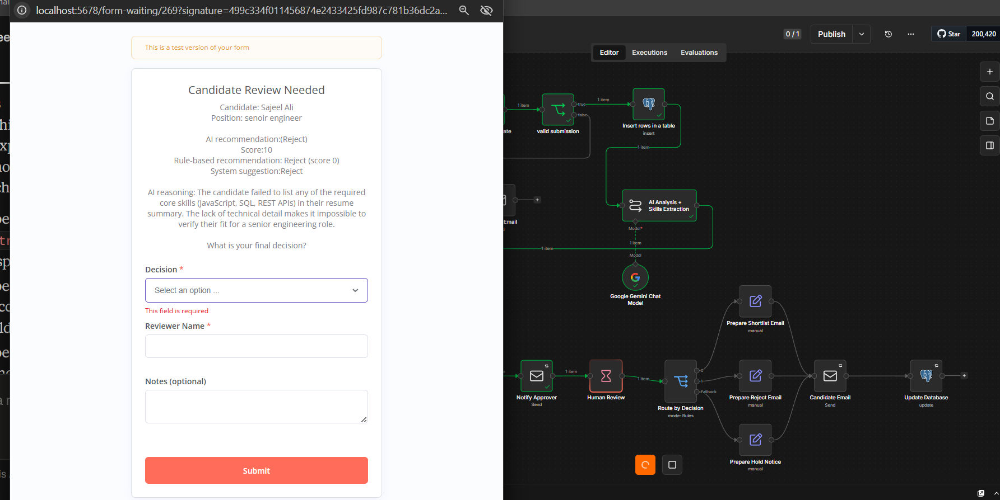 localhost:5678/form-waiting/269?signature=499c334f011456874e2433425fd987c781b36dc2a...
This is a test version of your form
Candidate Review Needed
Candidate: Sajeel Ali
Position: senoir engineer
AI recommendation:(Reject)
Score:10
Rule-based recommendation: Reject (score 0)
System suggestion:Reject
AI reasoning: The candidate failed to list any of the required
core skills (JavaScript, SQL, REST APIs) in their resume
summary. The lack of technical detail makes it impossible to
verify their fit for a senior engineering role.
What is your final decision?
Decision *
Select an option ...
This field is required
Reviewer Name *
Notes (optional)
Submit
0 / 1
Publish
Star
200,420
Editor
Executions
Evaluations
1 item
true
false
1 item
ate
valid submission
Insert rows in a table
insert
1 item
AI Analysis +
Skills Extraction
Email
Model*
1 item
1 item
Model
Google Gemini Chat
Model
Prepare Shortlist Email
manual
1 item
1 item
0
1
Fallback
Notify Approver
Send
Human Review
Route by Decision
mode: Rules
Prepare Reject Email
manual
Candidate Email
Send
Update Database
update
Prepare Hold Notice
manual